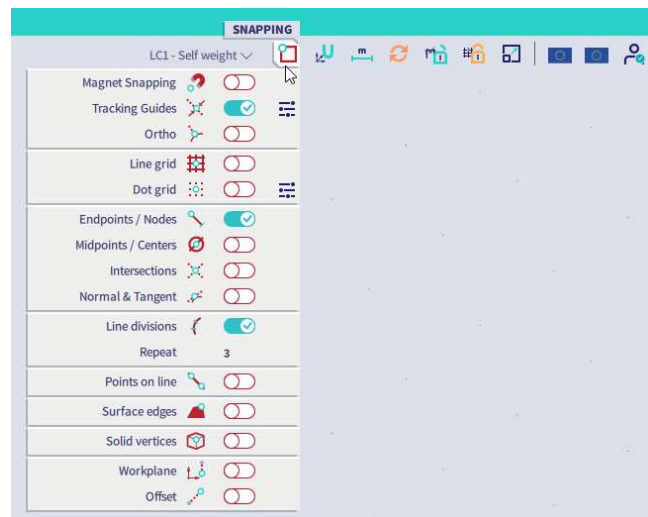 SNAPPING
LC1 - Self weight
Magnet Snapping
Tracking Guides
Ortho
Line grid
Dot grid
Endpoints / Nodes
Midpoints / Centers
Intersections
Normal & Tangent
Line divisions
Repeat 3
Points on line
Surface edges
Solid vertices
Workplane
Offset